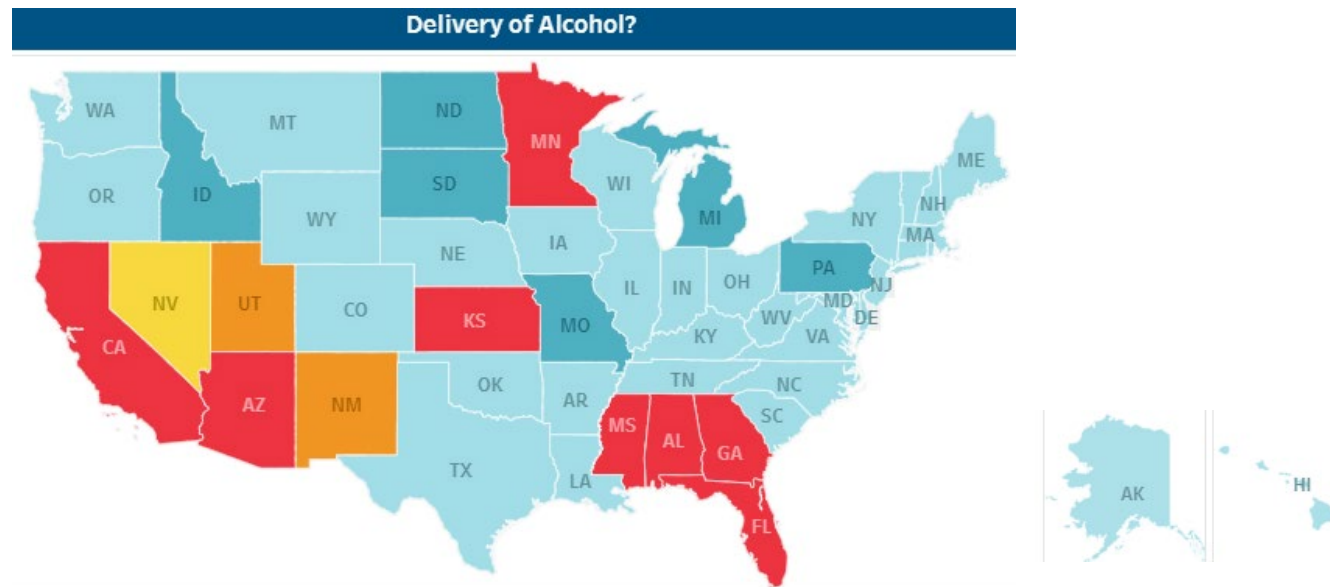 Delivery of Alcohol?
WA
MT
ND
MN
ME
OR
ID
SD
WI
MI
NY
NH
MA
WY
IA
NE
PA
NJ
NV
UT
CO
IL
IN
OH
MD
DE
CA
KS
MO
WV
VA
KY
AZ
NM
OK
AR
TN
NC
SC
MS
AL
GA
TX
LA
FL
AK
HI